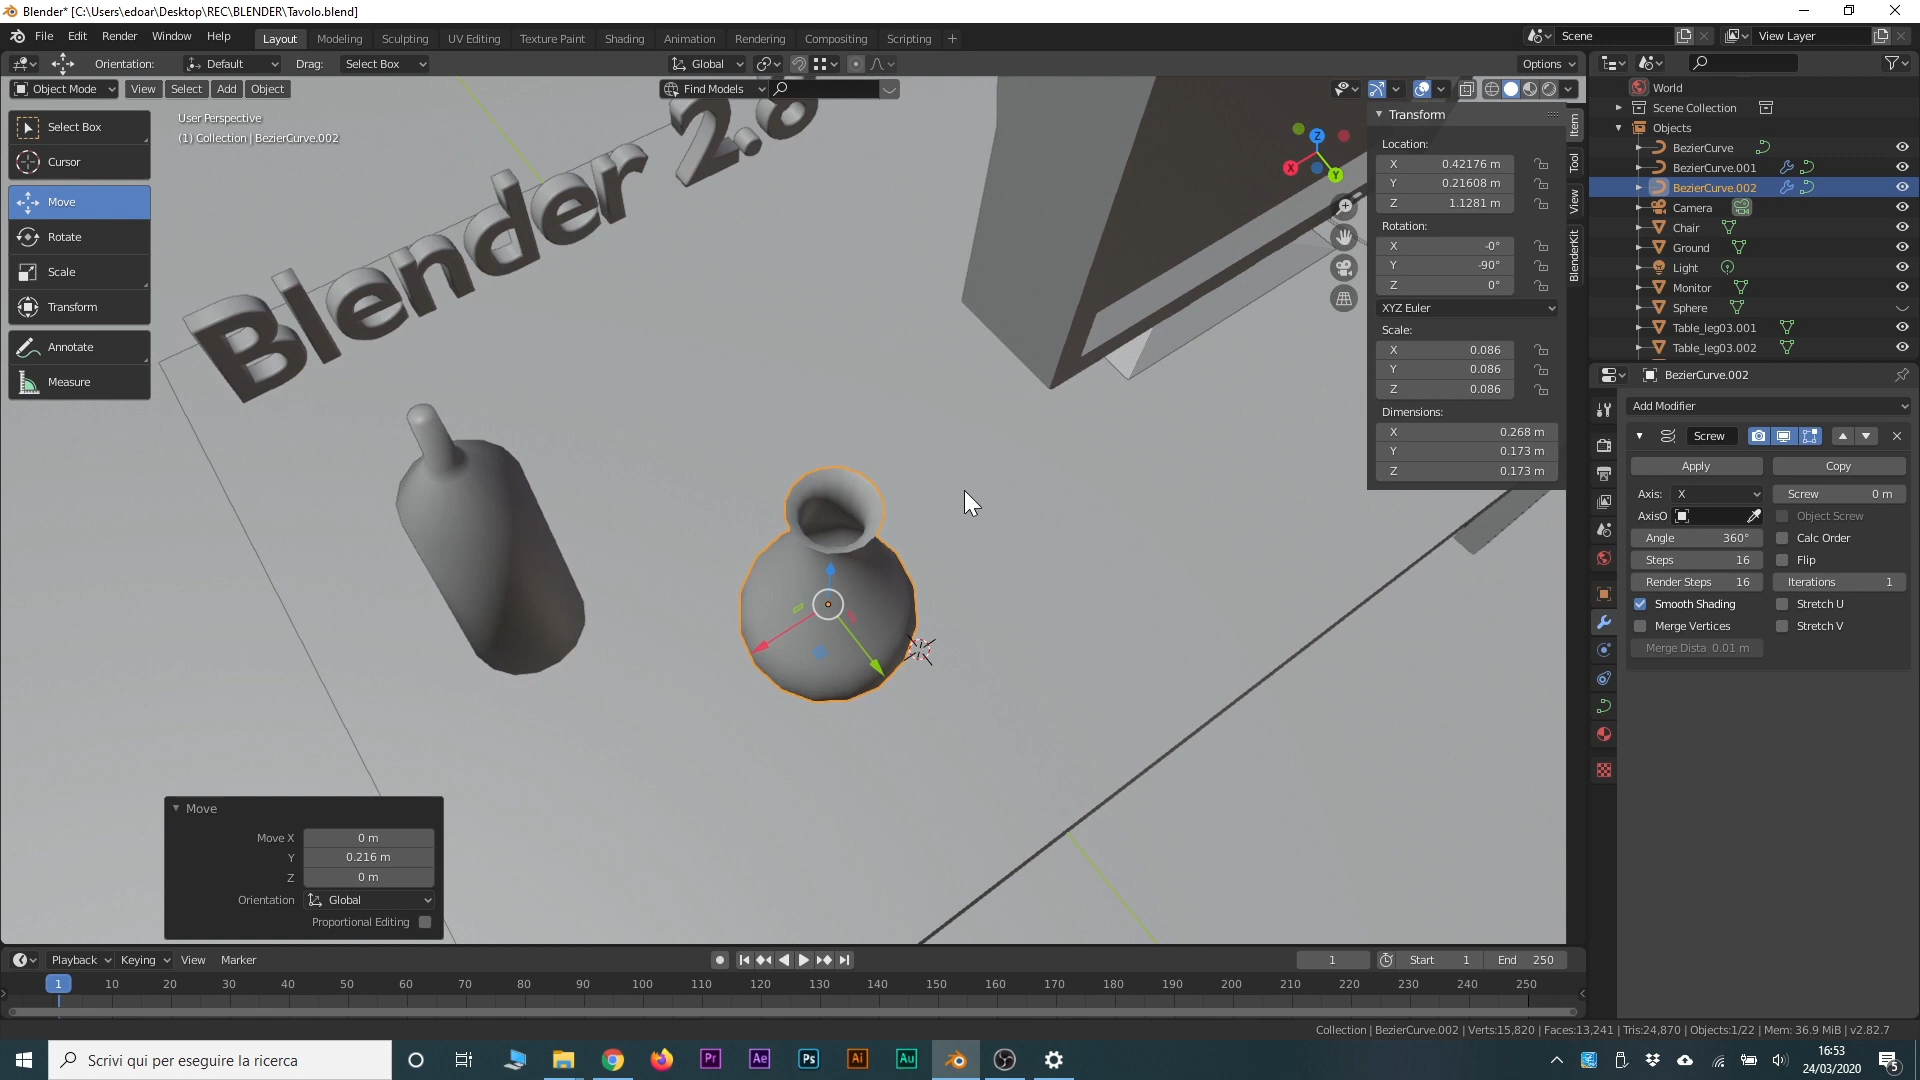 Blender* [C:\Users\edoar\Desktop\REC\BLENDER\Tavolo.blend]
File Edit Render Window Help Layout Modeling Sculpting UV Editing Texture Paint Shading Animation Rendering Compositing Scripting + Scene View Layer
Orientation: Default Drag: Select Box Global Options
Object Mode View Select Add Object Find Models
User Perspective
(1) Collection | BezierCurve.002
Select Box
Cursor
Move
Rotate
Scale
Transform
Annotate
Measure
Blender 2.8
Z
X
Y
Transform
Location:
X 0.42176 m
Y 0.21608 m
Z 1.1281 m
Rotation:
X -0°
Y -90°
Z 0°
XYZ Euler
Scale:
X 0.086
Y 0.086
Z 0.086
Dimensions:
X 0.268 m
Y 0.173 m
Z 0.173 m
Item
Tool
View
BlenderKit
World
Scene Collection
Objects
BezierCurve
BezierCurve.001
BezierCurve.002
Camera
Chair
Ground
Light
Monitor
Sphere
Table_leg03.001
Table_leg03.002
BezierCurve.002
Add Modifier
Screw
Apply Copy
Axis: X Screw 0 m
AxisO Object Screw
Angle 360° Calc Order
Steps 16 Flip
Render Steps 16 Iterations 1
Smooth Shading Stretch U
Merge Vertices Stretch V
Merge Dista 0.01 m
Move
Move X 0 m
Y 0.216 m
Z 0 m
Orientation Global
Proportional Editing
Playback Keying View Marker 1 Start 1 End 250
1 10 20 30 40 50 60 70 80 90 100 110 120 130 140 150 160 170 180 190 200 210 220 230 240 250
Collection | BezierCurve.002 | Verts:15,820 | Faces:13,241 | Tris:24,870 | Objects:1/22 | Mem: 36.9 MiB | v2.82.7
Scrivi qui per eseguire la ricerca
Pr Ae Ps Ai Au
16:53
24/03/2020
5